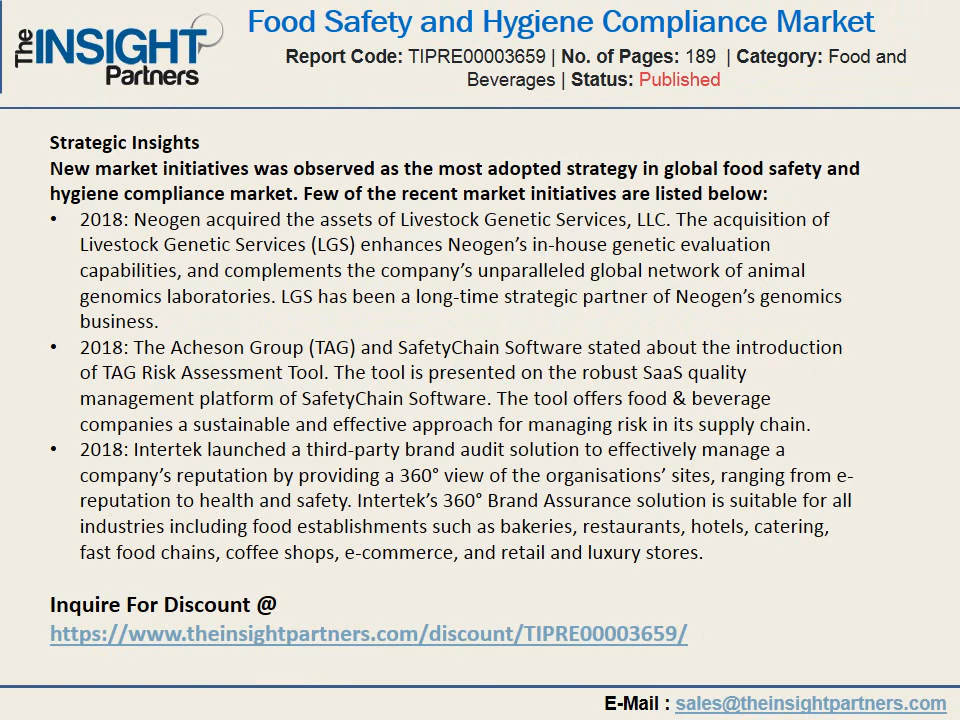 The INSIGHT Partners
Food Safety and Hygiene Compliance Market
Report Code: TIPRE00003659 | No. of Pages: 189 | Category: Food and
Beverages | Status: Published
Strategic Insights
New market initiatives was observed as the most adopted strategy in global food safety and
hygiene compliance market. Few of the recent market initiatives are listed below:
• 2018: Neogen acquired the assets of Livestock Genetic Services, LLC. The acquisition of
Livestock Genetic Services (LGS) enhances Neogen’s in-house genetic evaluation
capabilities, and complements the company’s unparalleled global network of animal
genomics laboratories. LGS has been a long-time strategic partner of Neogen’s genomics
business.
• 2018: The Acheson Group (TAG) and SafetyChain Software stated about the introduction
of TAG Risk Assessment Tool. The tool is presented on the robust SaaS quality
management platform of SafetyChain Software. The tool offers food & beverage
companies a sustainable and effective approach for managing risk in its supply chain.
• 2018: Intertek launched a third-party brand audit solution to effectively manage a
company’s reputation by providing a 360° view of the organisations’ sites, ranging from e-
reputation to health and safety. Intertek’s 360° Brand Assurance solution is suitable for all
industries including food establishments such as bakeries, restaurants, hotels, catering,
fast food chains, coffee shops, e-commerce, and retail and luxury stores.
Inquire For Discount @
https://www.theinsightpartners.com/discount/TIPRE00003659/
E-Mail : sales@theinsightpartners.com